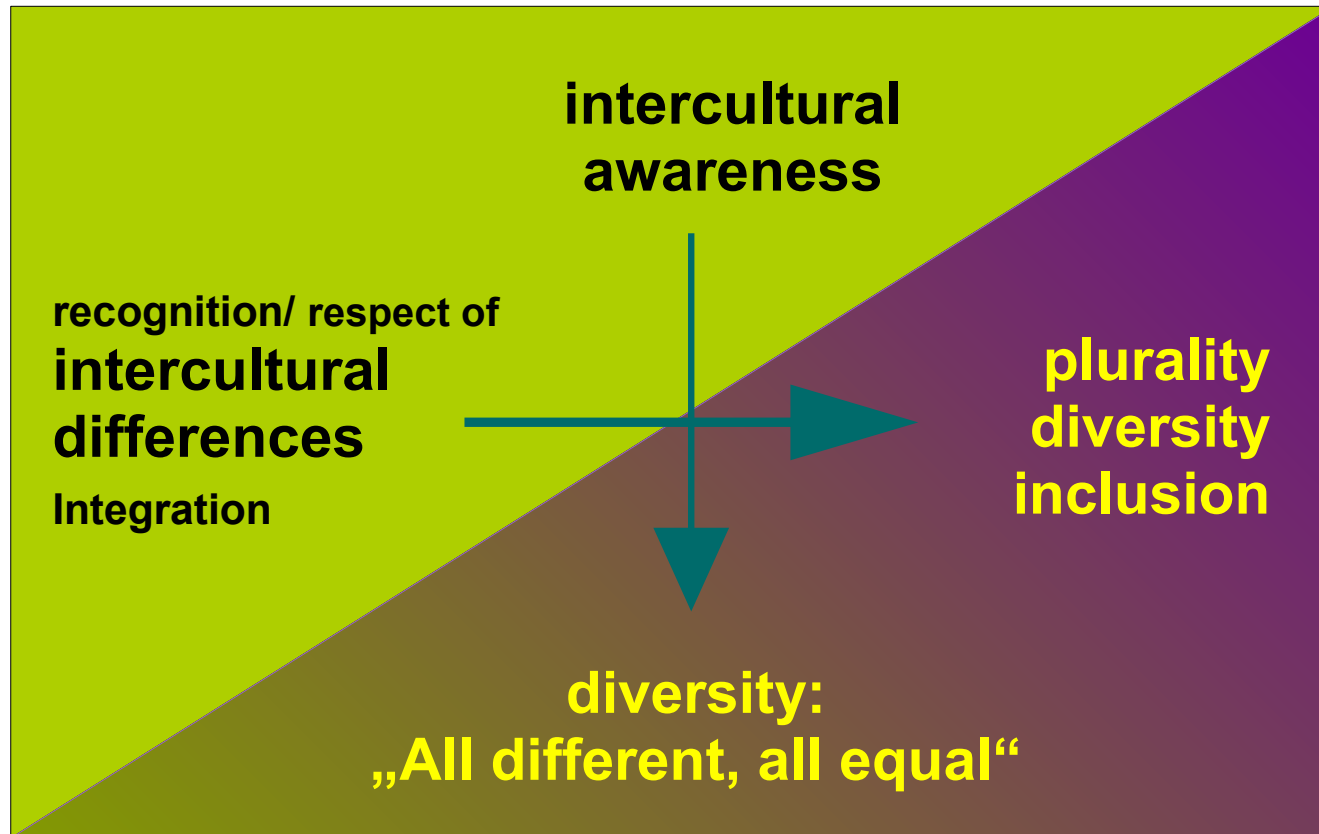 intercultural
awareness
recognition/ respect of
intercultural
differences
Integration
plurality
diversity
inclusion
diversity:
„All different, all equal“